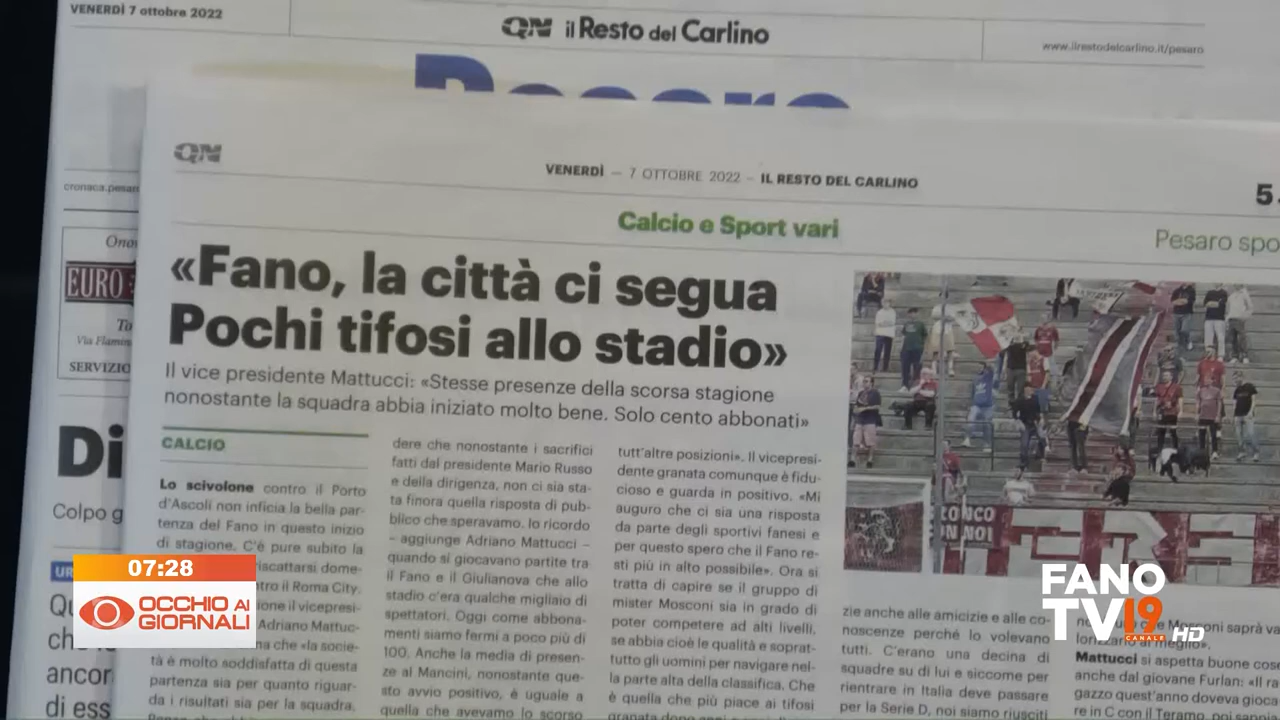 VENERDÌ 7 ottobre 2022
QN il Resto del Carlino
www.ilrestodelcarlino.it/pesaro
Pesaro
QN
VENERDÌ — 7 OTTOBRE 2022 — IL RESTO DEL CARLINO
5
cronaca.pesaro
Calcio e Sport vari
Pesaro spo
Ono
EURO
To
Via Flamin
SERVIZIO
Di
Colpo g
«Fano, la città ci segua
Pochi tifosi allo stadio»
Il vice presidente Mattucci: «Stesse presenze della scorsa stagione
nonostante la squadra abbia iniziato molto bene. Solo cento abbonati»
CALCIO
Lo scivolone contro il Porto
d'Ascoli non inficia la bella par-
tenza del Fano in questo inizio
di stagione. C'è pure subito la
riscattarsi dome-
tro il Roma City.
ione il vicepresi-
Adriano Mattuc-
ma che «la socie-
tà è molto soddisfatta di questa
partenza sia per quanto riguar-
da i risultati sia per la squadra.
dere che nonostante i sacrifici
fatti dal presidente Mario Russo
e della dirigenza, non ci sia sta-
ta finora quella risposta di pub-
blico che speravamo. Io ricordo
– aggiunge Adriano Mattucci –
quando si giocavano partite tra
il Fano e il Giulianova che allo
stadio c'era qualche migliaio di
spettatori. Oggi come abbona-
menti siamo fermi a poco più di
100. Anche la media di presen-
ze al Mancini, nonostante que-
sto avvio positivo, è uguale a
quella che avevamo lo scorso
tutt'altre posizioni». Il vicepresi-
dente granata comunque è fidu-
cioso e guarda in positivo. «Mi
auguro che ci sia una risposta
da parte degli sportivi fanesi e
per questo spero che il Fano re-
sti più in alto possibile». Ora si
tratta di capire se il gruppo di
mister Mosconi sia in grado di
poter competere ad alti livelli,
se abbia cioè le qualità e soprat-
tutto gli uomini per navigare nel-
la parte alta della classifica. Che
è quella che più piace ai tifosi
zie anche alle amicizie e alle co-
noscenze perché lo volevano
tutti. C'erano una decina di
squadre su di lui e siccome per
rientrare in Italia deve passare
per la Serie D, noi siamo riusciti
Mosconi saprà va
meglio».
Mattucci si aspetta buone cose
anche dal giovane Furlan: «Il ra
gazzo quest'anno doveva gioca
re in C con il Teramo, poi
RONCO
ON NOI
UR
Qu
ch
ancor
di ess
07:28
OCCHIO AI
GIORNALI
FANO
TV19
CANALE HD